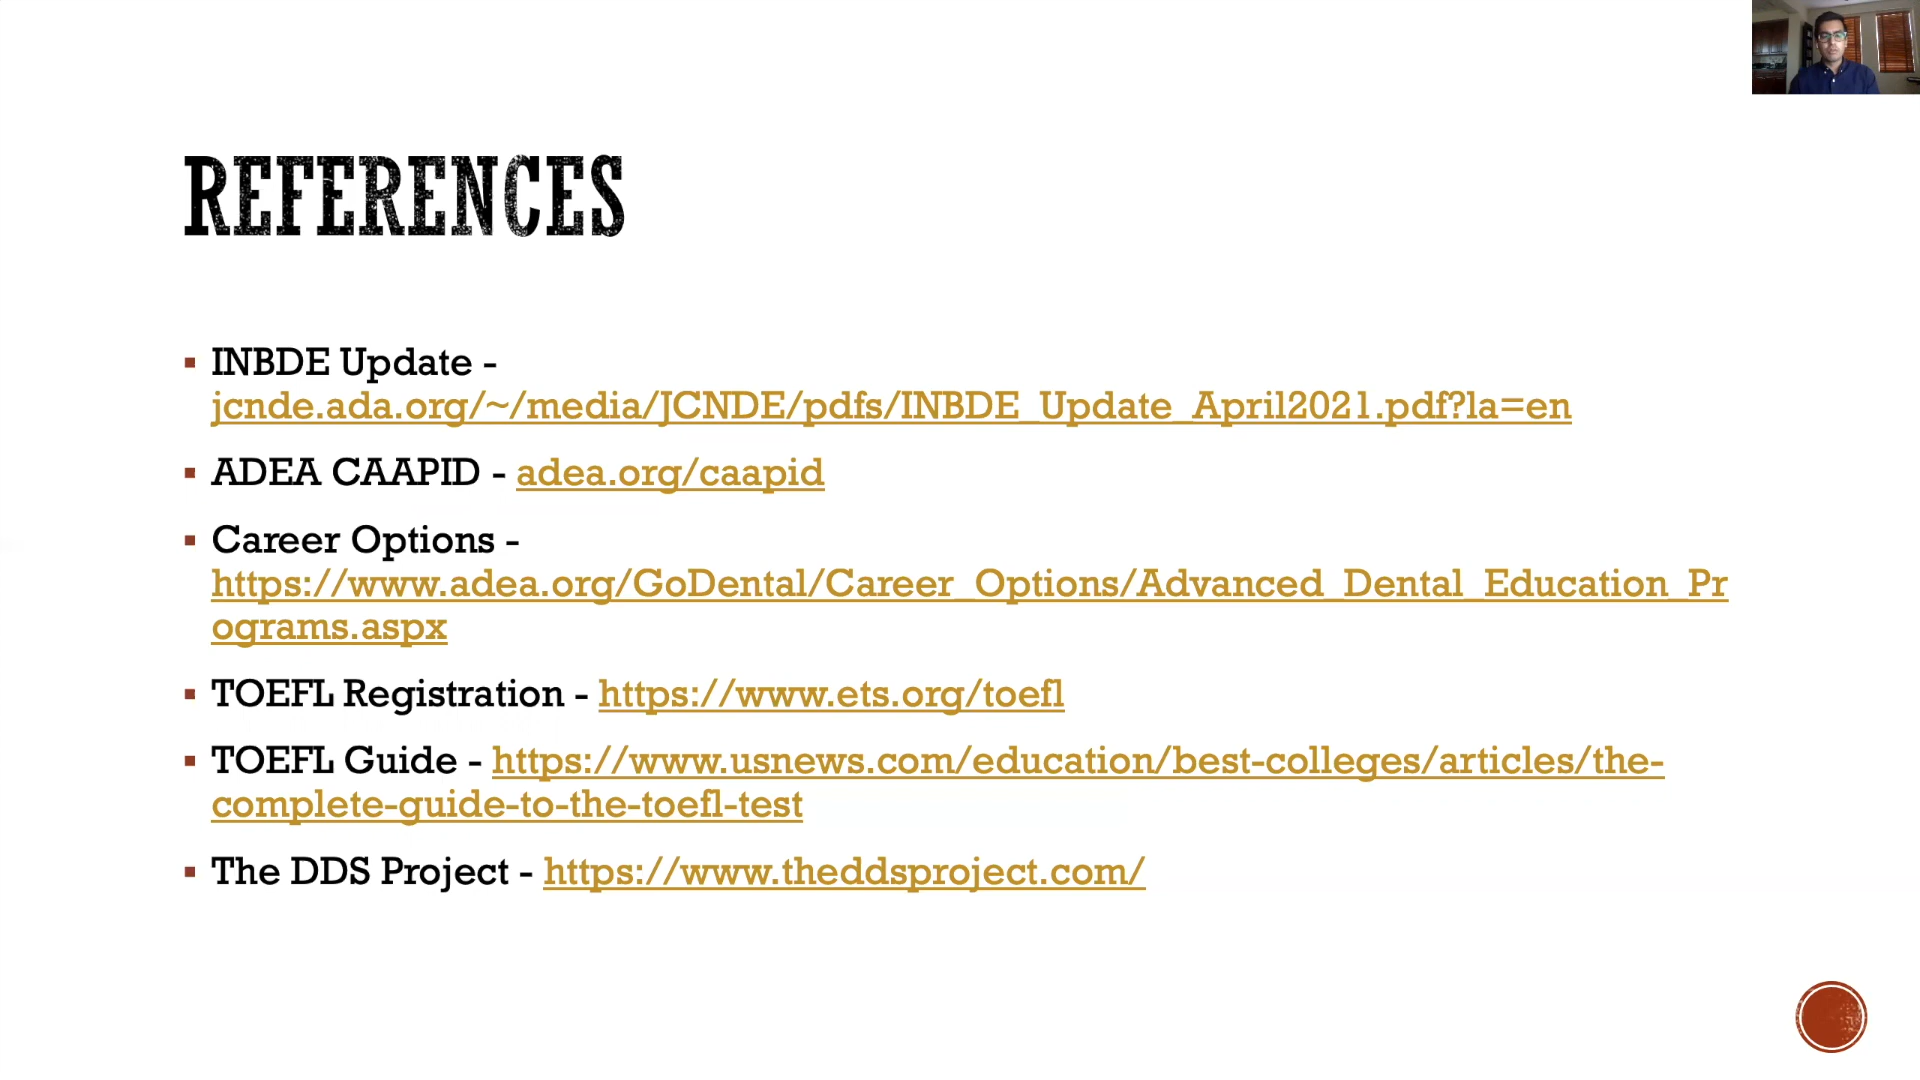 REFERENCES
INBDE Update -
jcnde.ada.org/~/media/JCNDE/pdfs/INBDE_Update_April2021.pdf?la=en
ADEA CAAPID - adea.org/caapid
Career Options -
https://www.adea.org/GoDental/Career_Options/Advanced_Dental_Education_Pr
ograms.aspx
TOEFL Registration - https://www.ets.org/toefl
TOEFL Guide - https://www.usnews.com/education/best-colleges/articles/the-
complete-guide-to-the-toefl-test
The DDS Project - https://www.theddsproject.com/